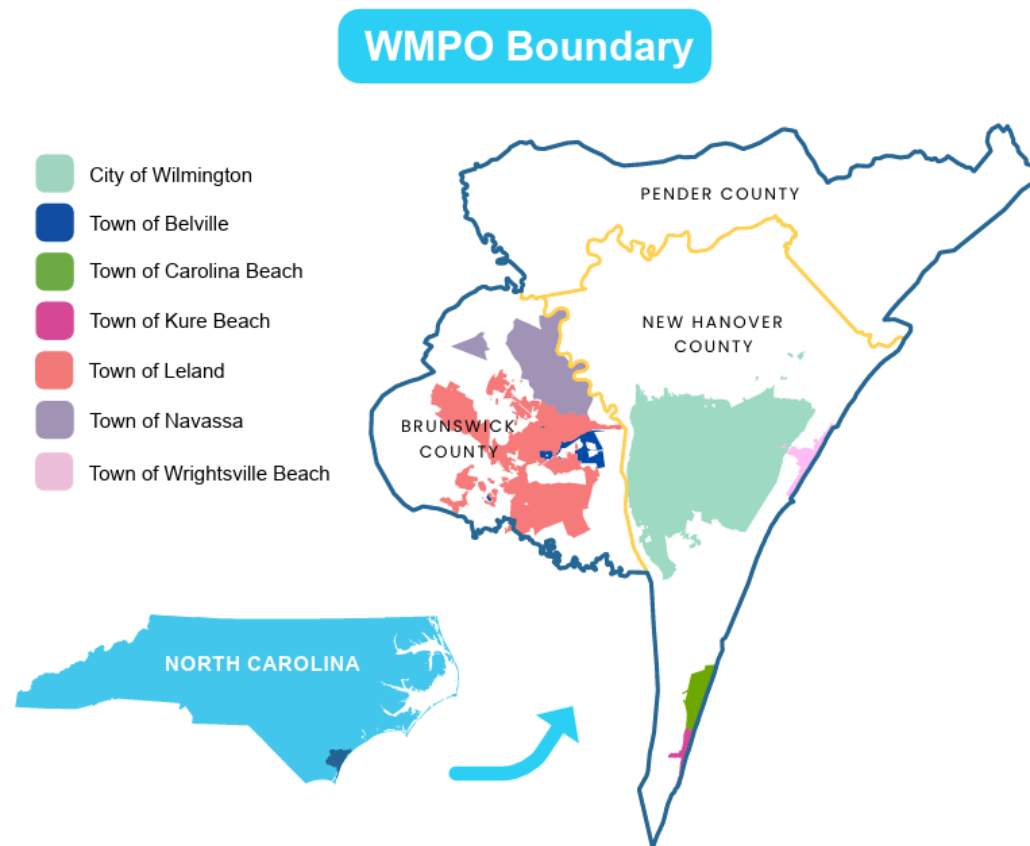 WMPO Boundary
City of Wilmington
Town of Belville
Town of Carolina Beach
Town of Kure Beach
Town of Leland
Town of Navassa
Town of Wrightsville Beach
PENDER COUNTY
NEW HANOVER
COUNTY
BRUNSWICK
COUNTY
NORTH CAROLINA